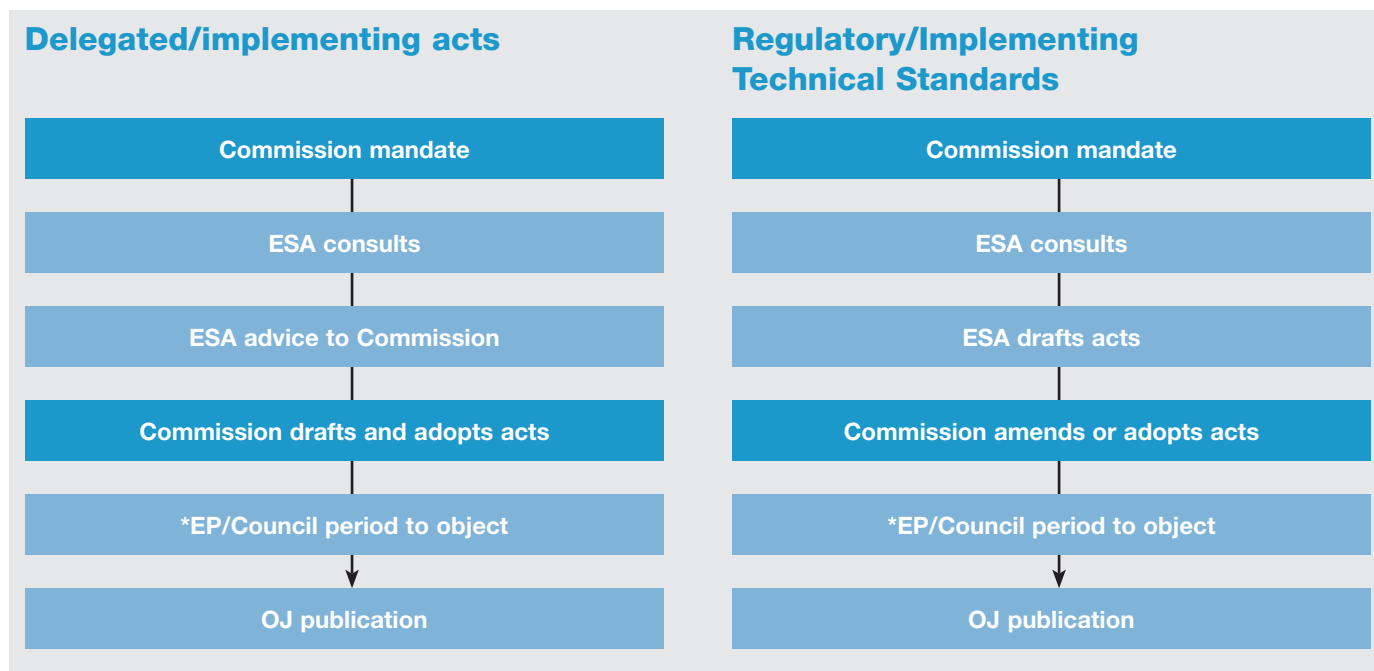 Delegated/implementing acts
Commission mandate
ESA consults
ESA advice to Commission
Commission drafts and adopts acts
*EP/Council period to object
OJ publication
Regulatory/Implementing
Technical Standards
Commission mandate
ESA consults
ESA drafts acts
Commission amends or adopts acts
*EP/Council period to object
OJ publication